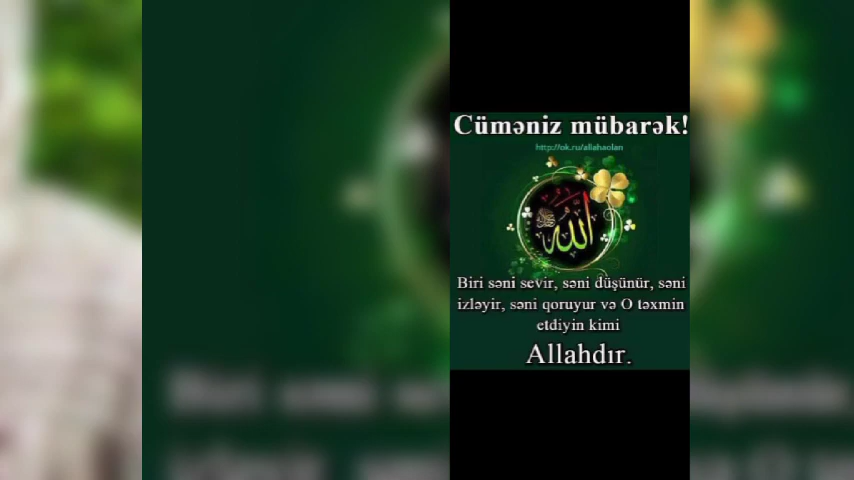 Cüməniz mübarək!
http://ok.ru/allahaolan
الله
Biri səni sevir, səni düşünür, səni
izləyir, səni qoruyur və O təxmin
etdiyin kimi
Allahdır.